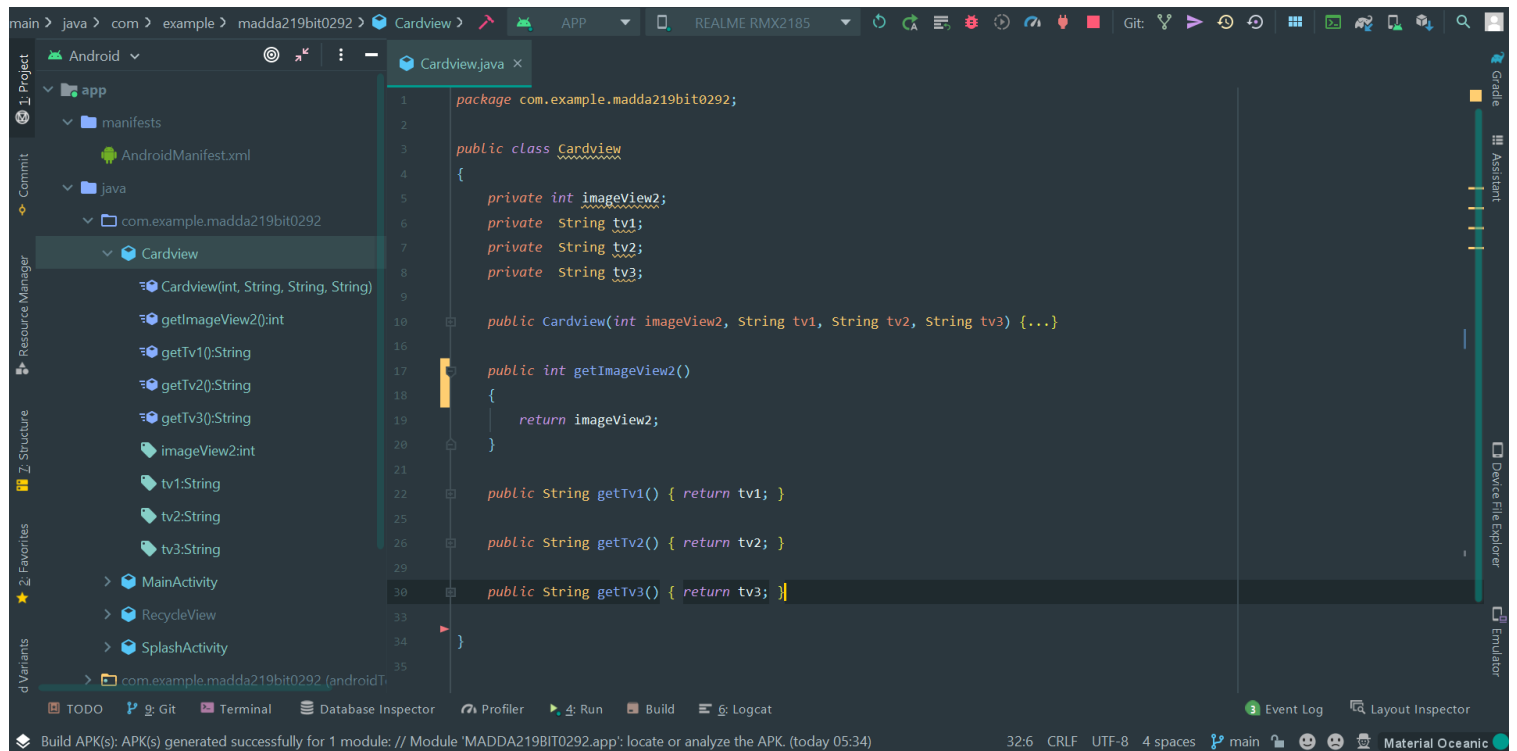 main > java > com > example > madda219bit0292 > Cardview > APP REALME RMX2185 Git:
Android
Cardview.java ×
1: Project
Commit
Resource Manager
7: Structure
2: Favorites
d Variants
app
manifests
AndroidManifest.xml
java
com.example.madda219bit0292
Cardview
Cardview(int, String, String, String)
getImageView2():int
getTv1():String
getTv2():String
getTv3():String
imageView2:int
tv1:String
tv2:String
tv3:String
MainActivity
RecycleView
SplashActivity
com.example.madda219bit0292 (androidT
1 package com.example.madda219bit0292;
2
3 public class Cardview
4 {
5 private int imageView2;
6 private  String tv1;
7 private  String tv2;
8 private  String tv3;
9
10 public Cardview(int imageView2, String tv1, String tv2, String tv3) {...}
16
17 public int getImageView2()
18 {
19 return imageView2;
20 }
21
22 public String getTv1() { return tv1; }
25
26 public String getTv2() { return tv2; }
29
30 public String getTv3() { return tv3; }
33
34 }
35
Gradle
Assistant
Device File Explorer
Emulator
TODO 9: Git Terminal Database Inspector Profiler 4: Run Build 6: Logcat 3 Event Log Layout Inspector
Build APK(s): APK(s) generated successfully for 1 module: // Module 'MADDA219BIT0292.app': locate or analyze the APK. (today 05:34) 32:6 CRLF UTF-8 4 spaces main Material Oceanic